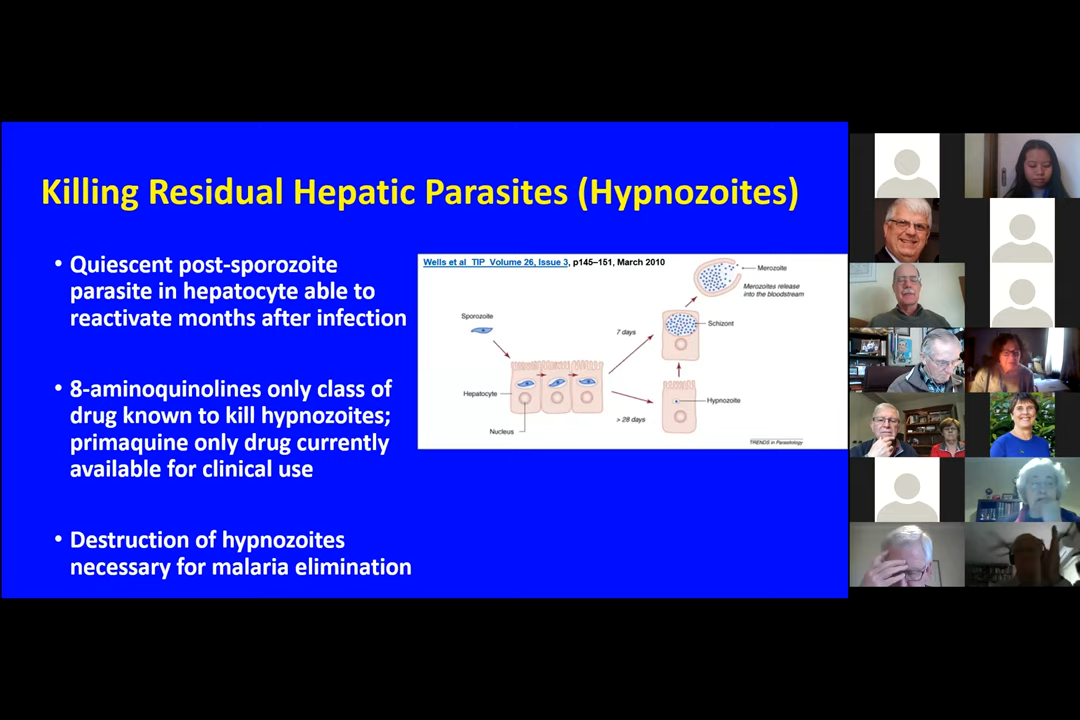 Killing Residual Hepatic Parasites (Hypnozoites)
• Quiescent post-sporozoite
parasite in hepatocyte able to
reactivate months after infection
• 8-aminoquinolines only class of
drug known to kill hypnozoites;
primaquine only drug currently
available for clinical use
• Destruction of hypnozoites
necessary for malaria elimination
Wells et al TIP Volume 26, Issue 3, p145–151, March 2010
Merozoite
Merozoites release
into the bloodstream
Sporozoite
7 days
Schizont
Hepatocyte
Hypnozoite
> 28 days
Nucleus
TRENDS in Parasitology